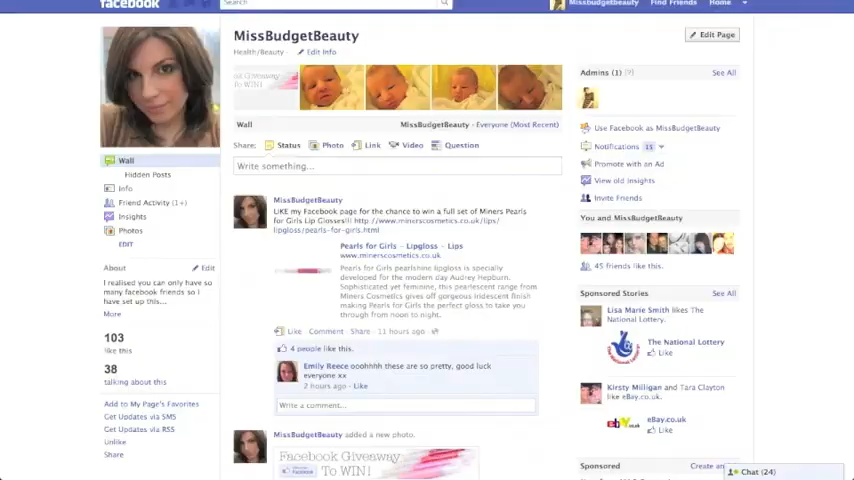 facebook
Search
MissBudgetBeauty
Find Friends
Home
MissBudgetBeauty
Health/Beauty · Edit Info
Edit Page
Giveaway
TO WIN!
Wall
MissBudgetBeauty · Everyone (Most Recent)
Share: Status Photo Link Video Question
Write something...
Wall
Hidden Posts
Info
Friend Activity (1+)
Insights
Photos
EDIT
About
Edit
I realised you can only have so
many facebook friends so I
have set up this...
More
103
like this
38
talking about this
Add to My Page's Favorites
Get Updates via SMS
Get Updates via RSS
Unlike
Share
MissBudgetBeauty
LIKE my Facebook page for the chance to win a full set of Miners Pearls
for Girls Lip Glosses!!! http://www.minerscosmetics.co.uk/lips/
lipgloss/pearls-for-girls.html
Pearls for Girls - Lipgloss - Lips
www.minerscosmetics.co.uk
Pearls for Girls pearlshine lipgloss is specially
developed for the modern day Audrey Hepburn.
Sophisticated yet feminine, this pearlescent range from
Miners Cosmetics gives off gorgeous iridescent finish
making Pearls for Girls the perfect gloss to take you
through from noon to night.
Like · Comment · Share · 11 hours ago
4 people like this.
Emily Reece ooohhhh these are so pretty, good luck
everyone xx
2 hours ago · Like
Write a comment...
MissBudgetBeauty added a new photo.
Facebook Giveaway
TO WIN!
Admins (1)
See All
Use Facebook as MissBudgetBeauty
Notifications 15
Promote with an Ad
View old Insights
Invite Friends
You and MissBudgetBeauty
45 friends like this.
Sponsored Stories
See All
Lisa Marie Smith likes The
National Lottery.
The National Lottery
Like
Kirsty Milligan and Tara Clayton
like eBay.co.uk.
eBay.co.uk
Like
Sponsored
Chat (24)